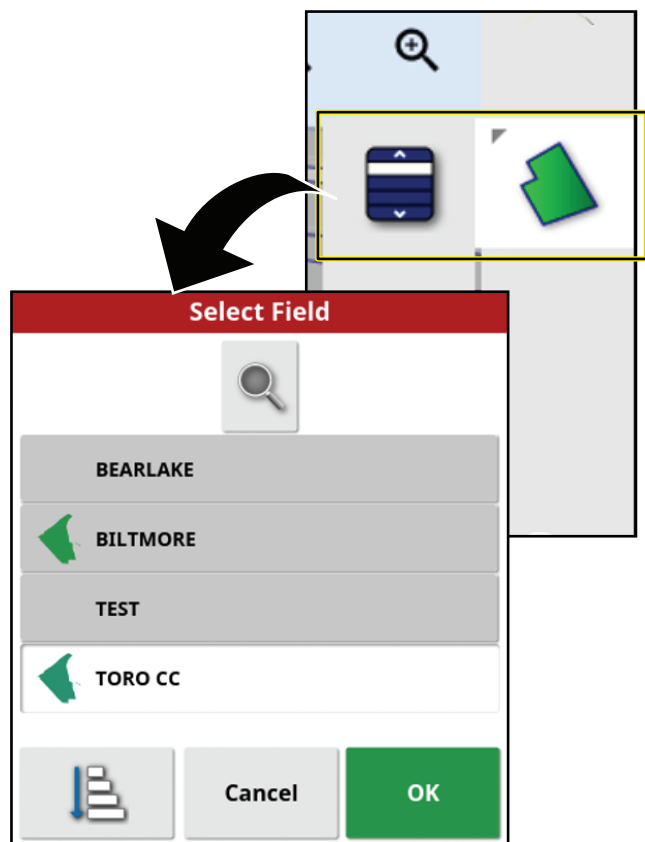 Select Field
BEARLAKE
BILTMORE
TEST
TORO CC
Cancel
OK